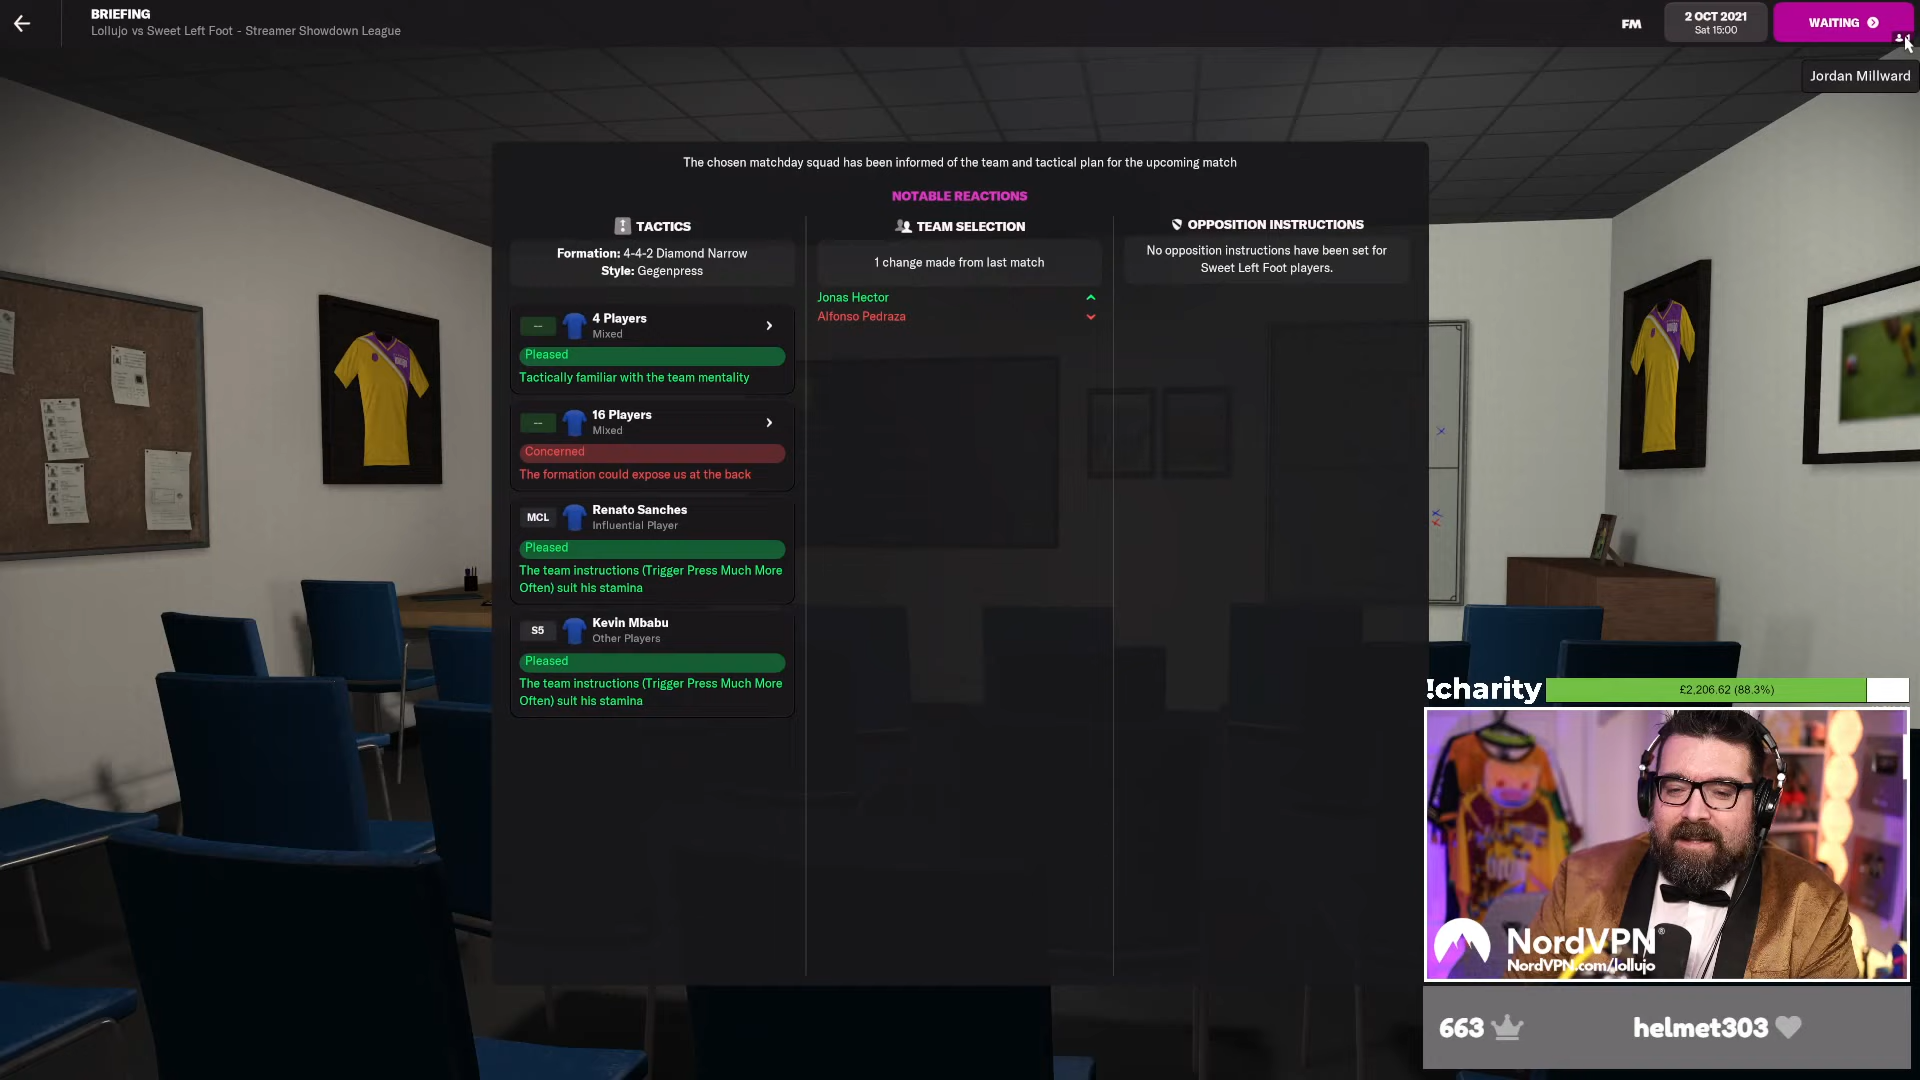 BRIEFING
Lollujo vs Sweet Left Foot - Streamer Showdown League
FM
2 OCT 2021
Sat 15:00
WAITING
Jordan Millward
The chosen matchday squad has been informed of the team and tactical plan for the upcoming match
NOTABLE REACTIONS
TACTICS
Formation: 4-4-2 Diamond Narrow
Style: Gegenpress
-- 4 Players
Mixed
Pleased
Tactically familiar with the team mentality
-- 16 Players
Mixed
Concerned
The formation could expose us at the back
MCL Renato Sanches
Influential Player
Pleased
The team instructions (Trigger Press Much More
Often) suit his stamina
S5 Kevin Mbabu
Other Players
Pleased
The team instructions (Trigger Press Much More
Often) suit his stamina
TEAM SELECTION
1 change made from last match
Jonas Hector
Alfonso Pedraza
OPPOSITION INSTRUCTIONS
No opposition instructions have been set for
Sweet Left Foot players.
!charity £2,206.62 (88.3%)
NordVPN®
NordVPN.com/lollujo
663 helmet303